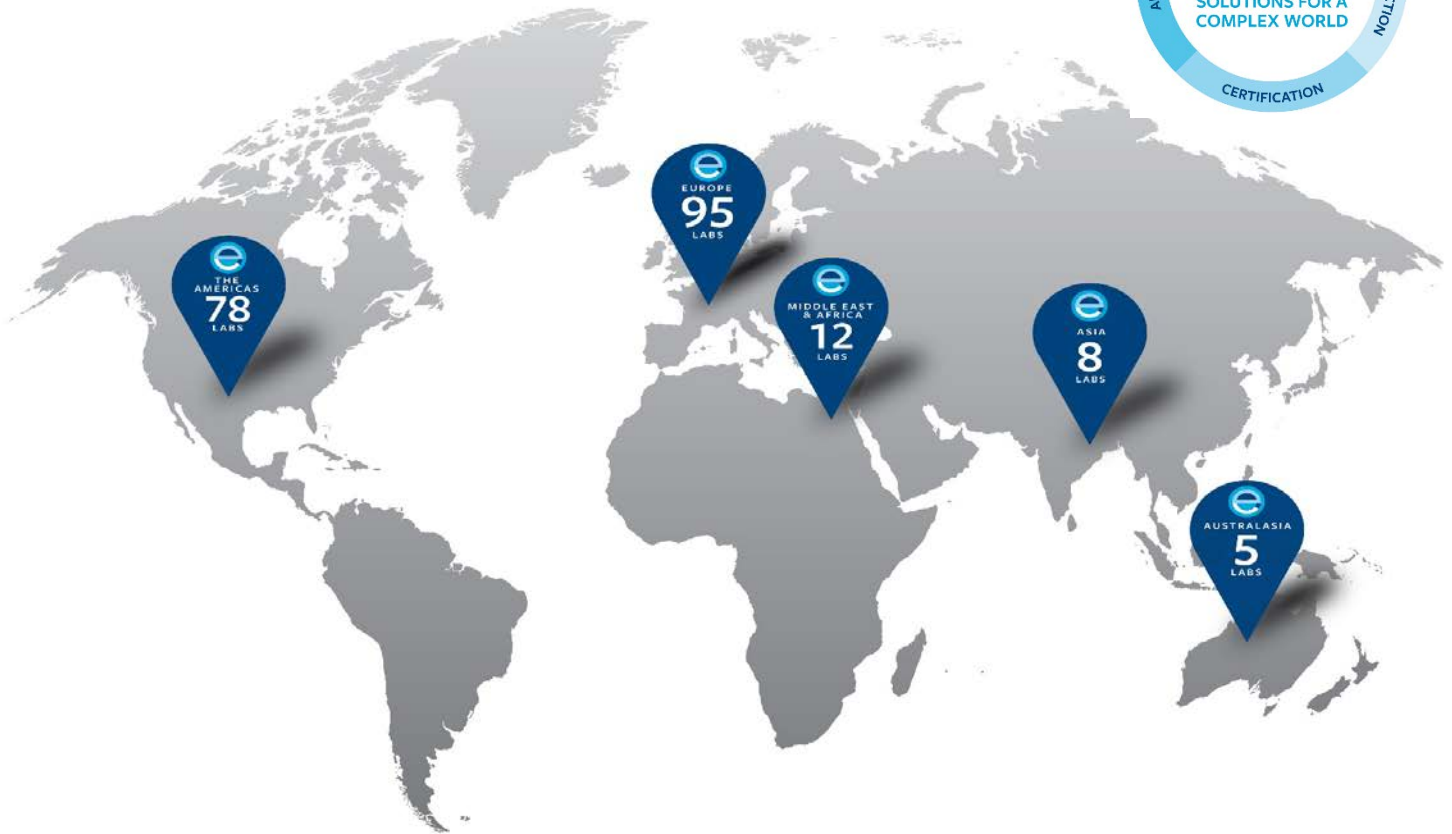 SOLUTIONS FOR A
COMPLEX WORLD
CERTIFICATION
EUROPE
95
LABS
THE
AMERICAS
78
LABS
MIDDLE EAST
& AFRICA
12
LABS
ASIA
8
LABS
AUSTRALASIA
5
LABS